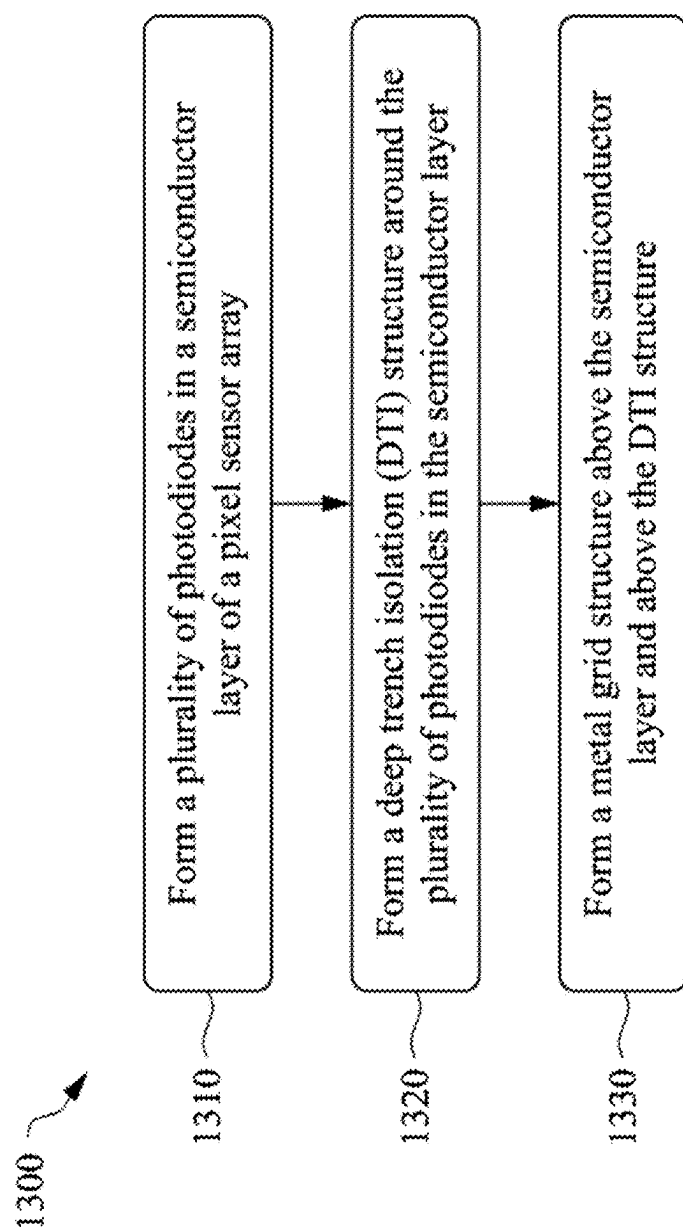 1300
1310
Form a plurality of photodiodes in a semiconductor
layer of a pixel sensor array
1320
Form a deep trench isolation (DTI) structure around the
plurality of photodiodes in the semiconductor layer
1330
Form a metal grid structure above the semiconductor
layer and above the DTI structure